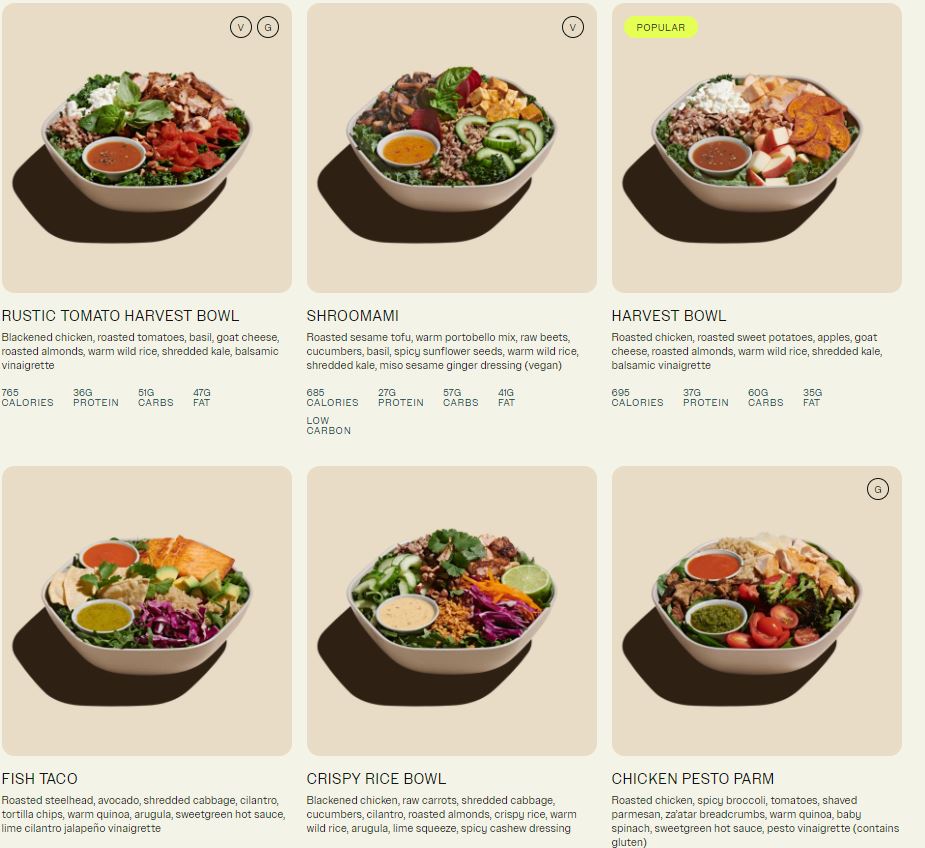 V G
V
POPULAR
RUSTIC TOMATO HARVEST BOWL
Blackened chicken, roasted tomatoes, basil, goat cheese,
roasted almonds, warm wild rice, shredded kale, balsamic
vinaigrette
765 36G 51G 47G
CALORIES PROTEIN CARBS FAT
SHROOMAMI
Roasted sesame tofu, warm portobello mix, raw beets,
cucumbers, basil, spicy sunflower seeds, warm wild rice,
shredded kale, miso sesame ginger dressing (vegan)
685 27G 57G 41G
CALORIES PROTEIN CARBS FAT
LOW
CARBON
HARVEST BOWL
Roasted chicken, roasted sweet potatoes, apples, goat
cheese, roasted almonds, warm wild rice, shredded kale,
balsamic vinaigrette
695 37G 60G 35G
CALORIES PROTEIN CARBS FAT
G
FISH TACO
Roasted steelhead, avocado, shredded cabbage, cilantro,
tortilla chips, warm quinoa, arugula, sweetgreen hot sauce,
lime cilantro jalapeño vinaigrette
CRISPY RICE BOWL
Blackened chicken, raw carrots, shredded cabbage,
cucumbers, cilantro, roasted almonds, crispy rice, warm
wild rice, arugula, lime squeeze, spicy cashew dressing
CHICKEN PESTO PARM
Roasted chicken, spicy broccoli, tomatoes, shaved
parmesan, za'atar breadcrumbs, warm quinoa, baby
spinach, sweetgreen hot sauce, pesto vinaigrette (contains
gluten)